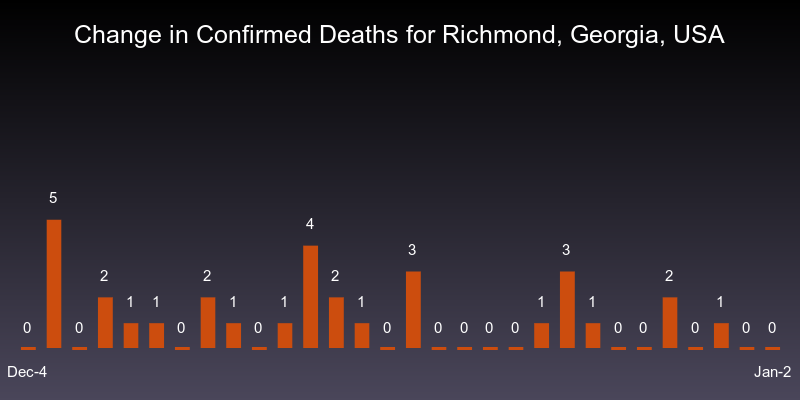 Change in Confirmed Deaths for Richmond, Georgia, USA
0 5 0 2 1 1 0 2 1 0 1 4 2 1 0 3 0 0 0 0 1 3 1 0 0 2 0 1 0 0
Dec-4 Jan-2